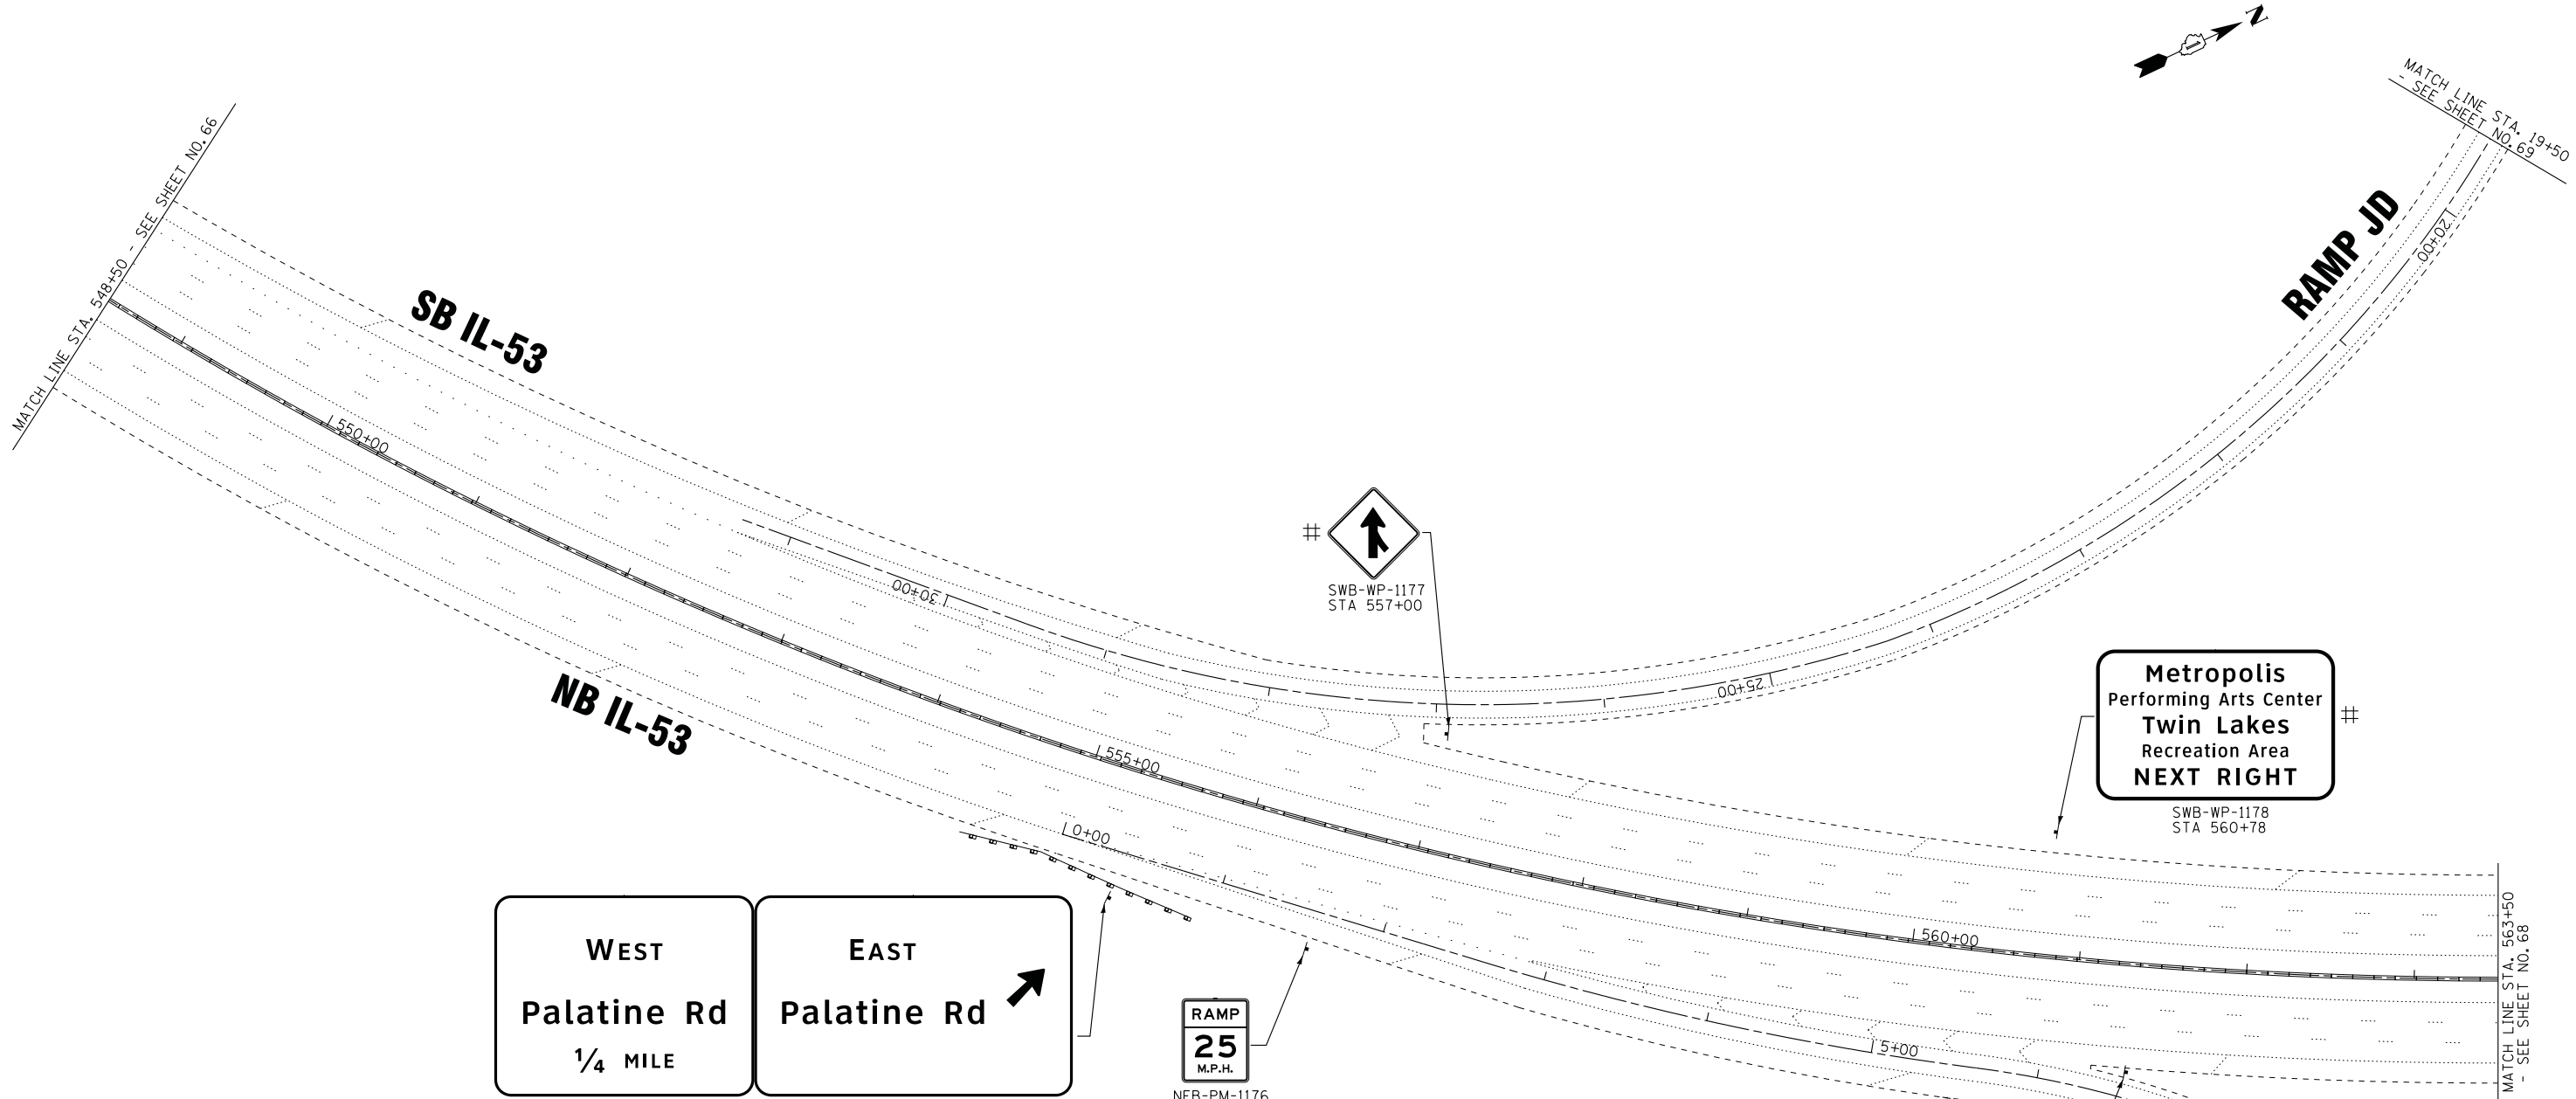 N
1
MATCH LINE STA. 19+50
- SEE SHEET NO. 69
MATCH LINE STA. 548+50 - SEE SHEET NO. 66
SB IL-53
RAMP JD
20+00
550+00
#
SWB-WP-1177
STA 557+00
30+00
25+00
NB IL-53
Metropolis
Performing Arts Center
Twin Lakes
Recreation Area
NEXT RIGHT
#
SWB-WP-1178
STA 560+78
555+00
0+00
560+00
MATCH LINE STA. 563+50
- SEE SHEET NO. 68
WEST
Palatine Rd
1/4 MILE
EAST
Palatine Rd
RAMP
25
M.P.H.
NEB-PM-1176
5+00